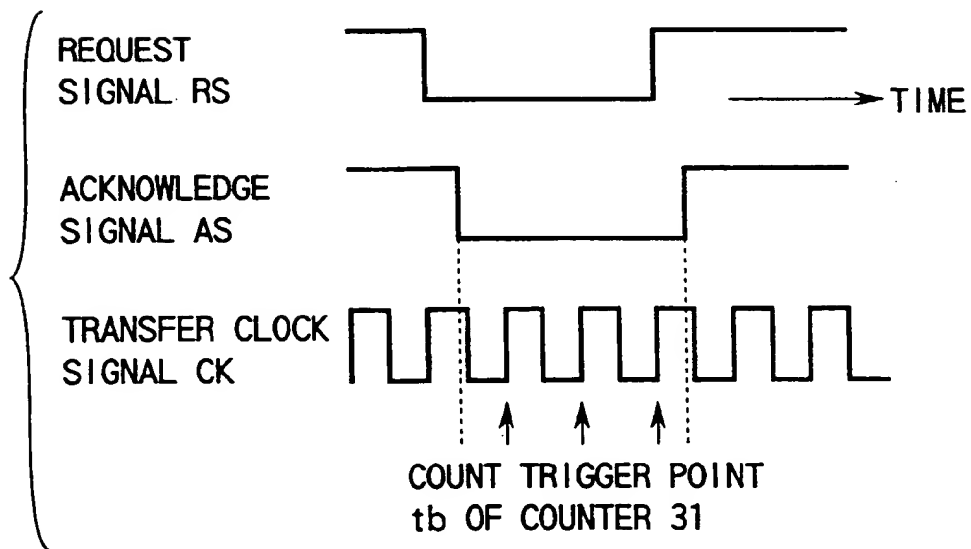 REQUEST
SIGNAL RS
TIME
ACKNOWLEDGE
SIGNAL AS
TRANSFER CLOCK
SIGNAL CK
COUNT TRIGGER POINT
tb OF COUNTER 31